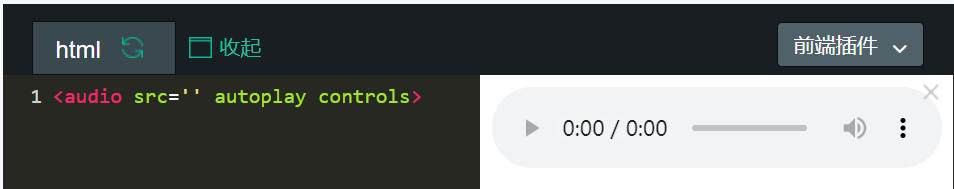 html 收起 前端插件
1 <audio src='' autoplay controls>
0:00 / 0:00